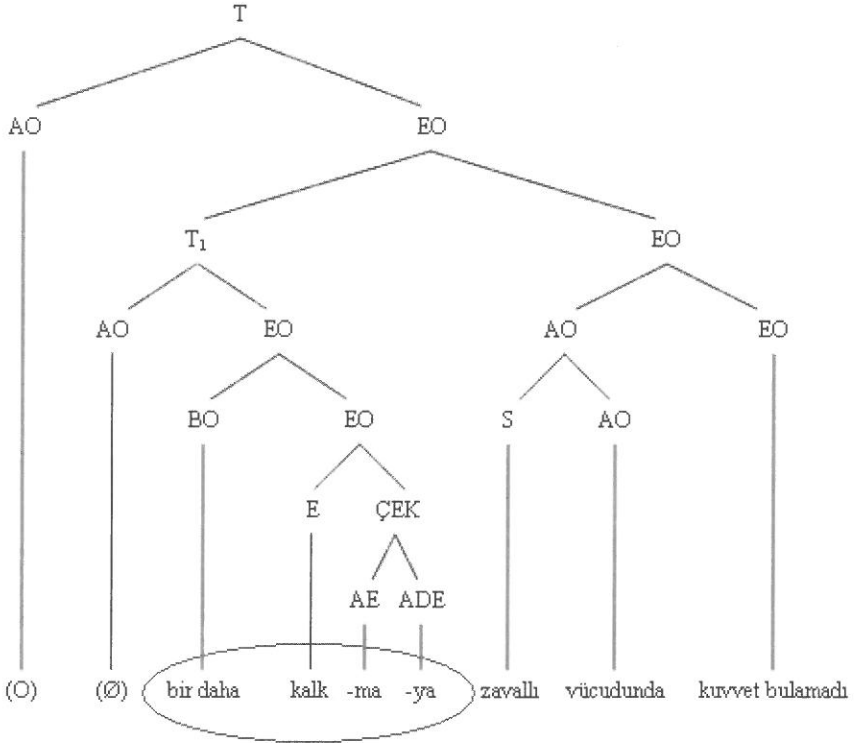 T
AO EO
T₁ EO
AO EO AO EO
BO EO S AO
E ÇEK
AE ADE
(O) (Ø) bir daha kalk -ma -ya zavallı vücudunda kuvvet bulamadı